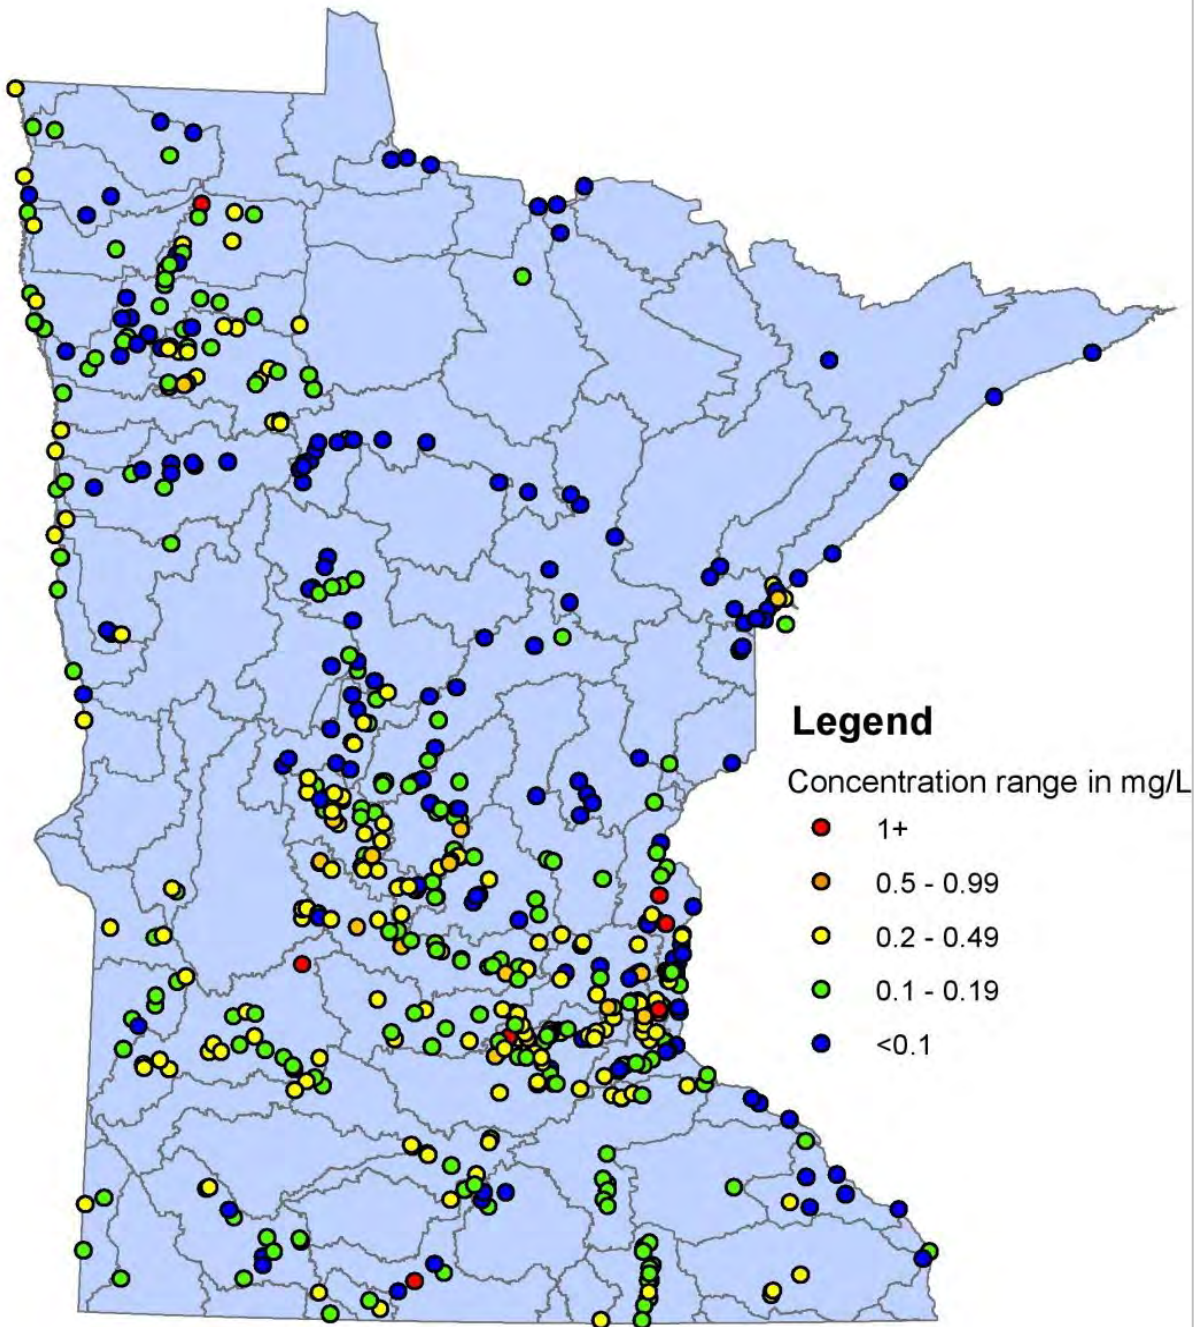 Legend
Concentration range in mg/L
1+
0.5 - 0.99
0.2 - 0.49
0.1 - 0.19
<0.1